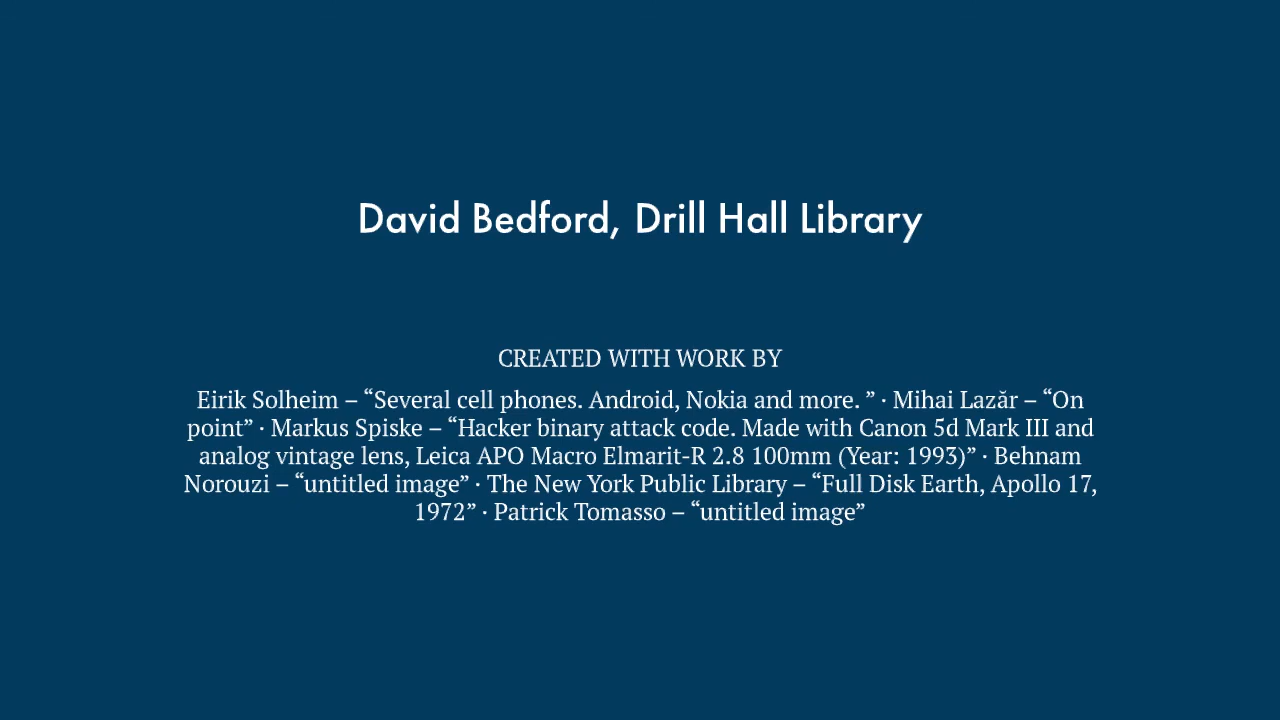 David Bedford, Drill Hall Library
CREATED WITH WORK BY
Eirik Solheim – “Several cell phones. Android, Nokia and more. ” · Mihai Lazăr – “On
point” · Markus Spiske – “Hacker binary attack code. Made with Canon 5d Mark III and
analog vintage lens, Leica APO Macro Elmarit-R 2.8 100mm (Year: 1993)” · Behnam
Norouzi – “untitled image” · The New York Public Library – “Full Disk Earth, Apollo 17,
1972” · Patrick Tomasso – “untitled image”